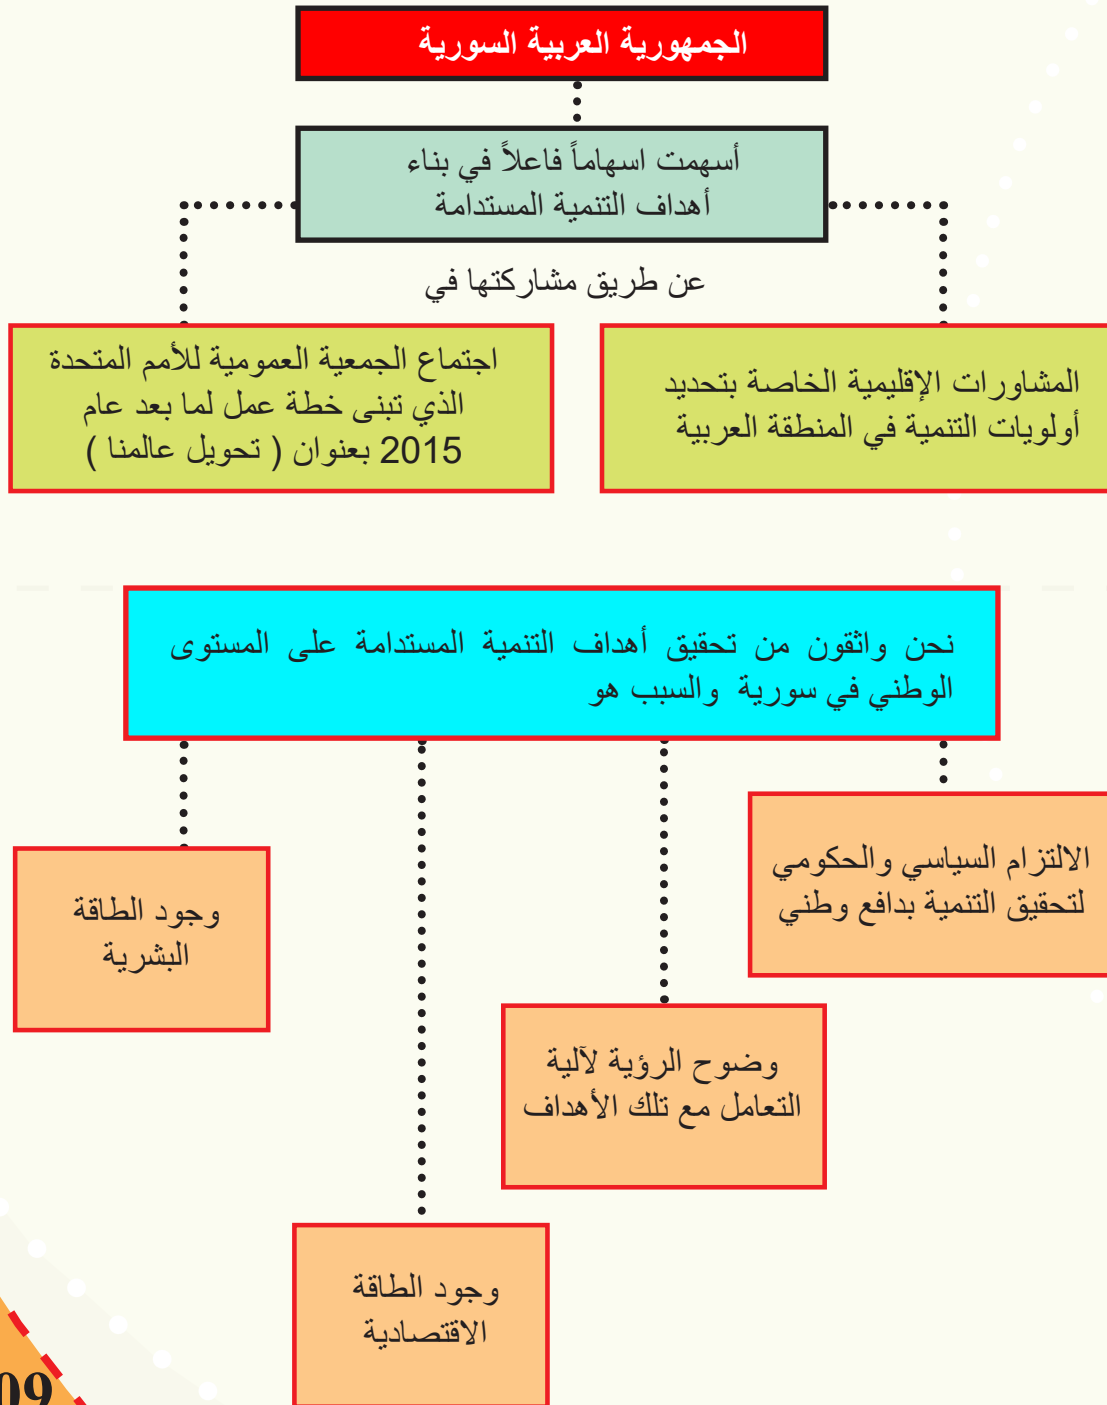 الجمهورية العربية السورية
أسهمت اسهاماً فاعلاً في بناء
أهداف التنمية المستدامة
عن طريق مشاركتها في
المشاورات الإقليمية الخاصة بتحديد
أولويات التنمية في المنطقة العربية
اجتماع الجمعية العمومية للأمم المتحدة
الذي تبنى خطة عمل لما بعد عام
2015 بعنوان ( تحويل عالمنا )
نحن واثقون من تحقيق أهداف التنمية المستدامة على المستوى
الوطني في سورية والسبب هو
الالتزام السياسي والحكومي
لتحقيق التنمية بدافع وطني
وضوح الرؤية لآلية
التعامل مع تلك الأهداف
وجود الطاقة
الاقتصادية
وجود الطاقة
البشرية